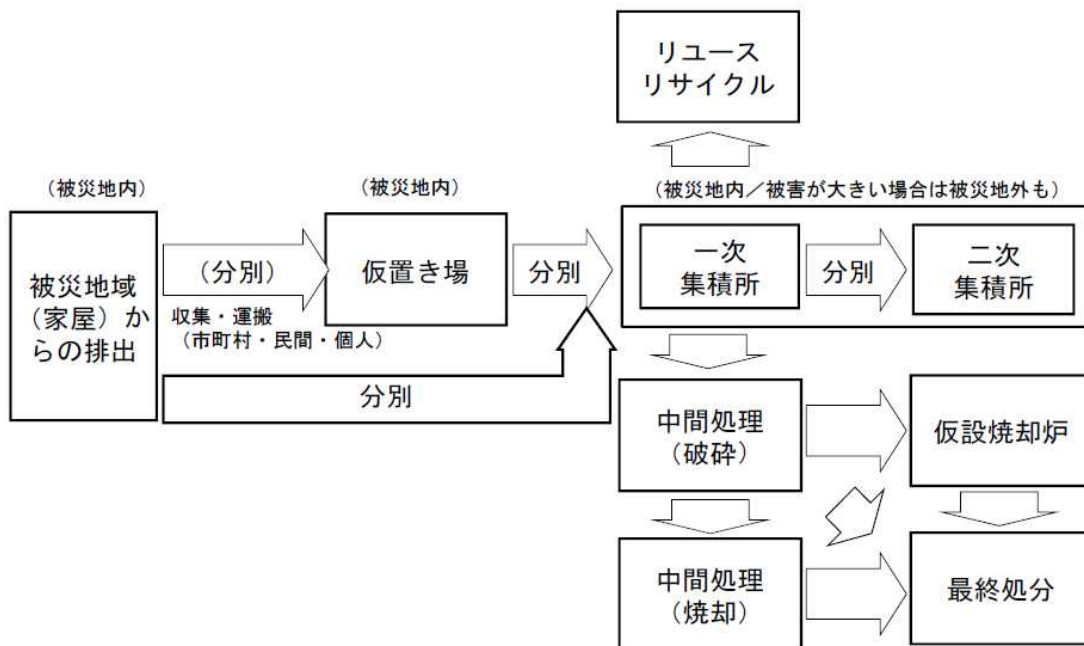 リユース
リサイクル
（被災地内）
（被災地内）
（被災地内／被害が大きい場合は被災地外も）
被災地域
（家屋）か
らの排出
（分別）
収集・運搬
（市町村・民間・個人）
仮置き場
分別
一次
集積所
分別
二次
集積所
分別
中間処理
（破砕）
仮設焼却炉
中間処理
（焼却）
最終処分